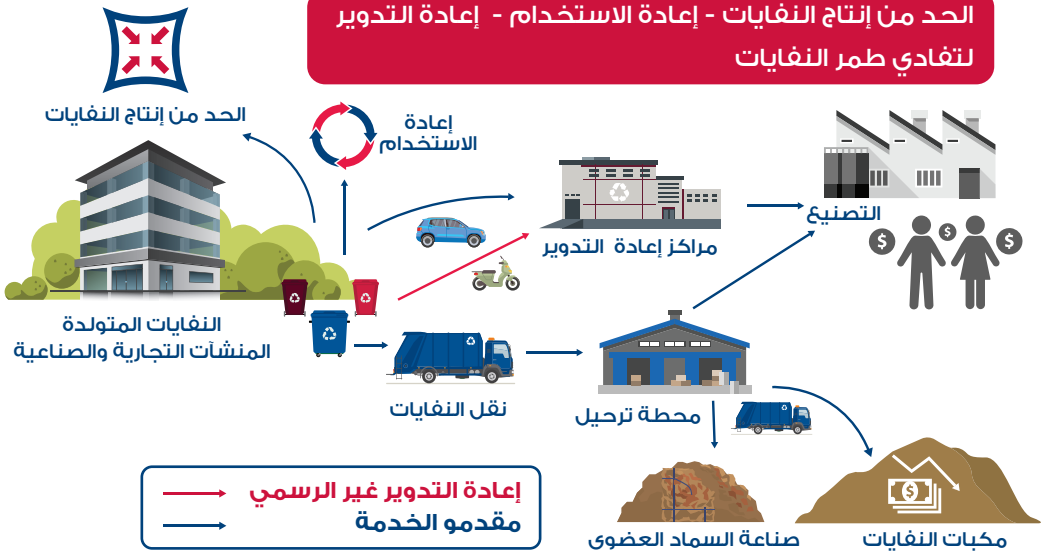 الحد من إنتاج النفايات - إعادة الاستخدام - إعادة التدوير
لتفادي طمر النفايات
الحد من إنتاج النفايات
إعادة
الاستخدام
التصنيع
مراكز إعادة التدوير
$ $ $
النفايات المتولدة
المنشآت التجارية والصناعية
نقل النفايات
محطة ترحيل
إعادة التدوير غير الرسمي
مقدمو الخدمة
$
صناعة السماد العضوي
مكبات النفايات